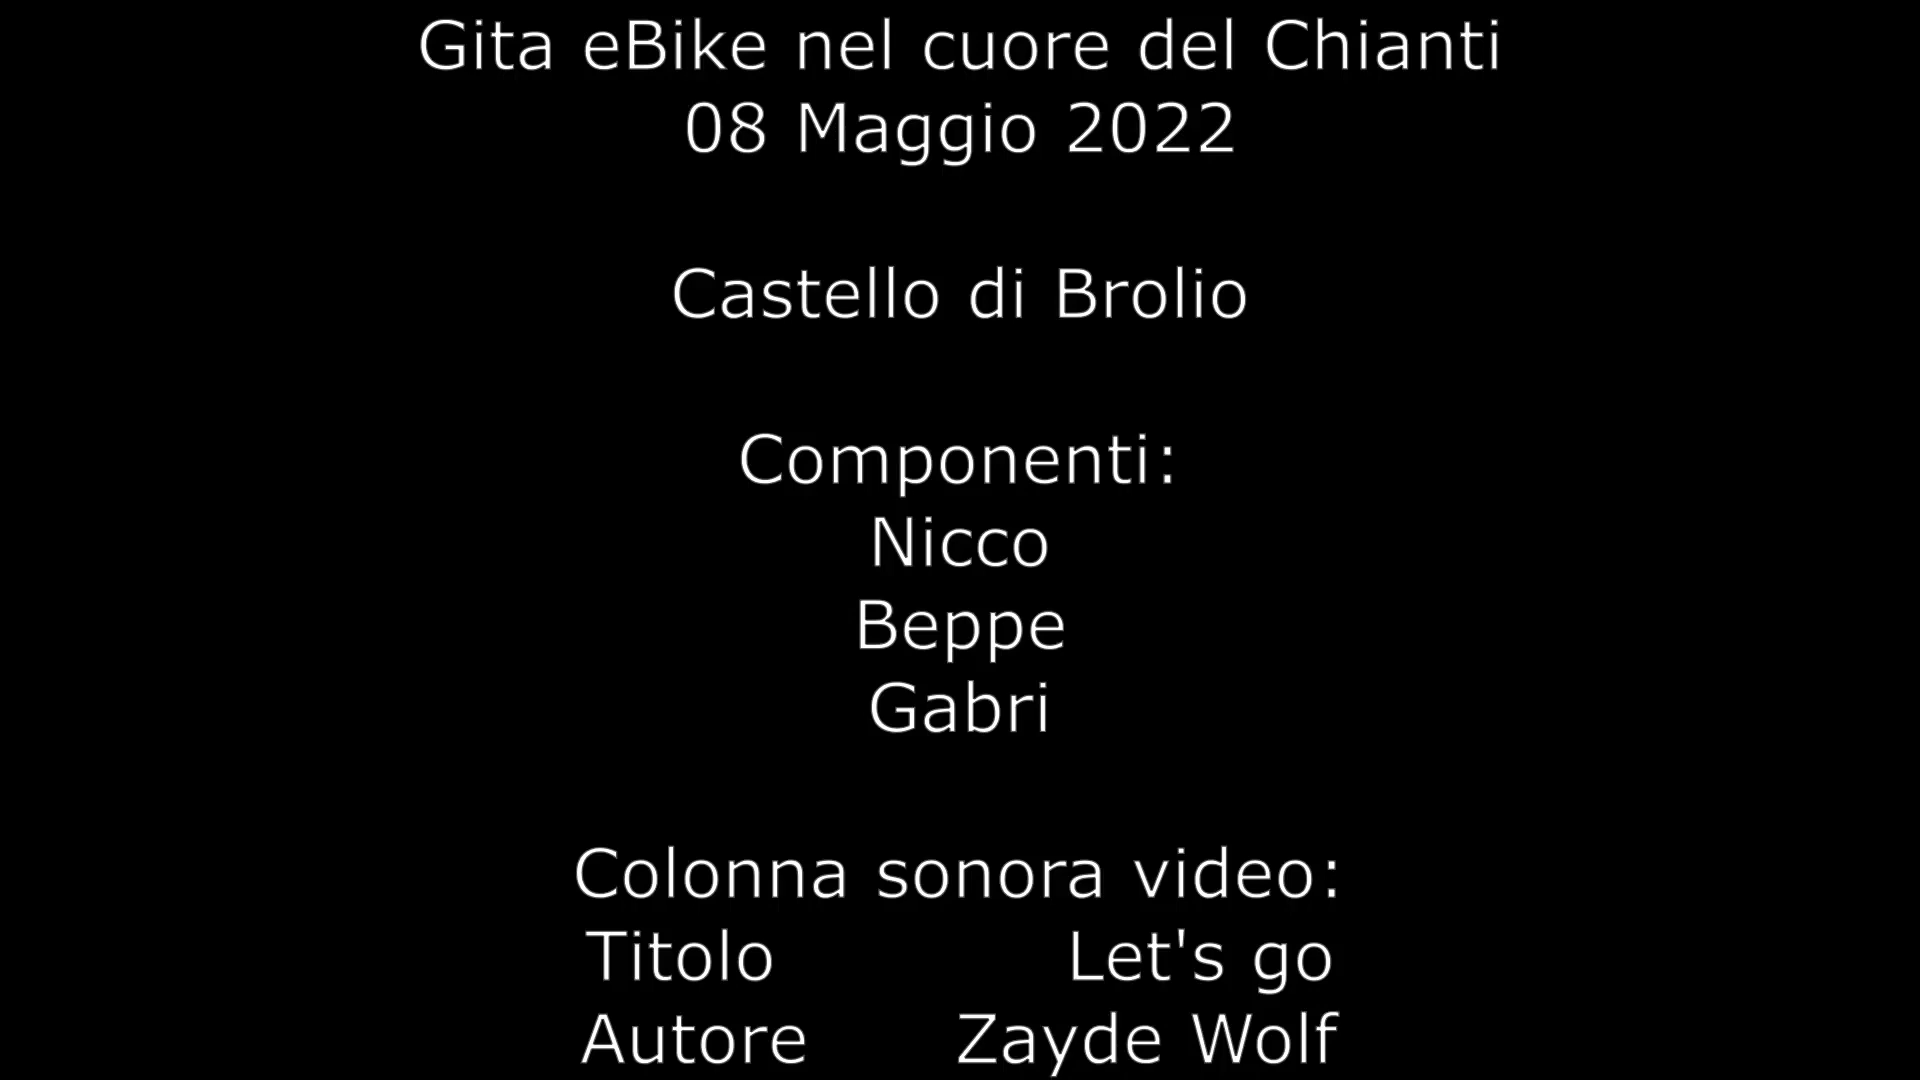 Gita eBike nel cuore del Chianti
08 Maggio 2022
Castello di Brolio
Componenti:
Nicco
Beppe
Gabri
Colonna sonora video:
Titolo Let's go
Autore Zayde Wolf